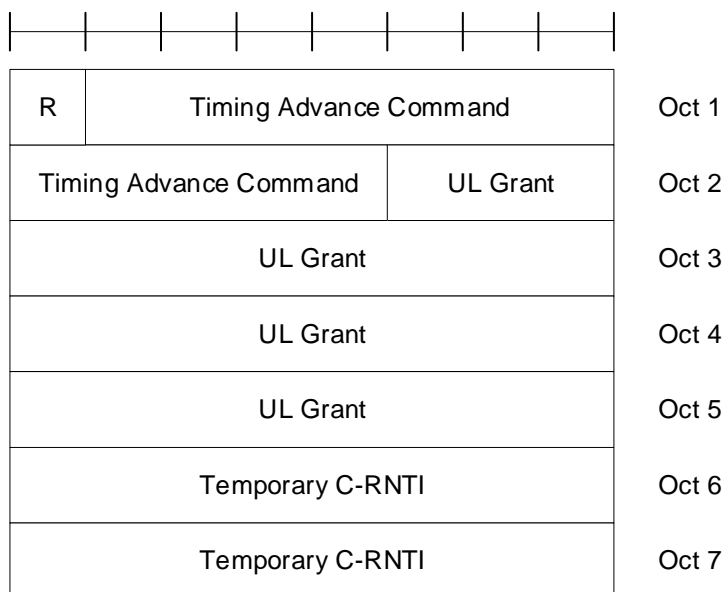 R Timing Advance Command Oct 1
Timing Advance Command UL Grant Oct 2
UL Grant Oct 3
UL Grant Oct 4
UL Grant Oct 5
Temporary C-RNTI Oct 6
Temporary C-RNTI Oct 7